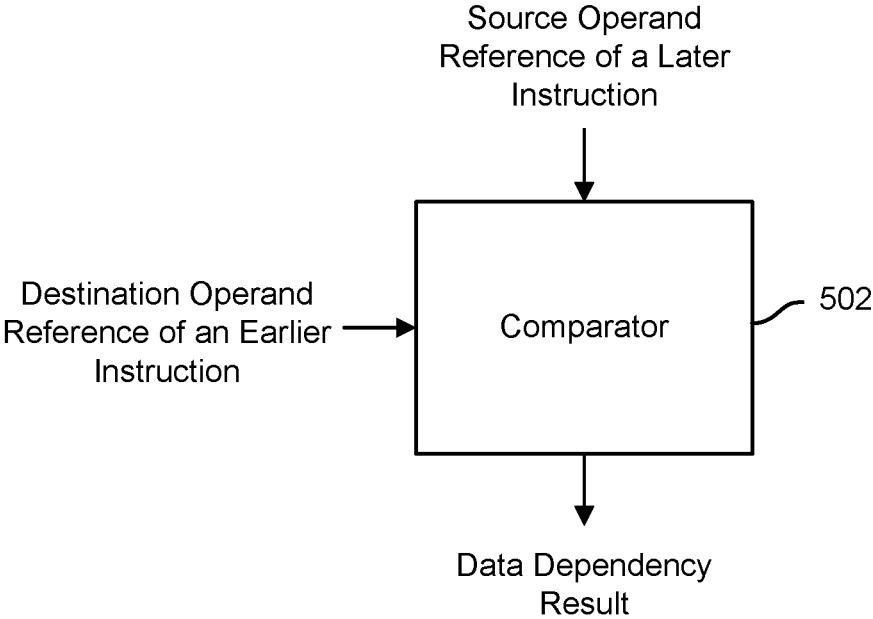 Source Operand
Reference of a Later
Instruction
Destination Operand
Reference of an Earlier
Instruction
Comparator
502
Data Dependency
Result